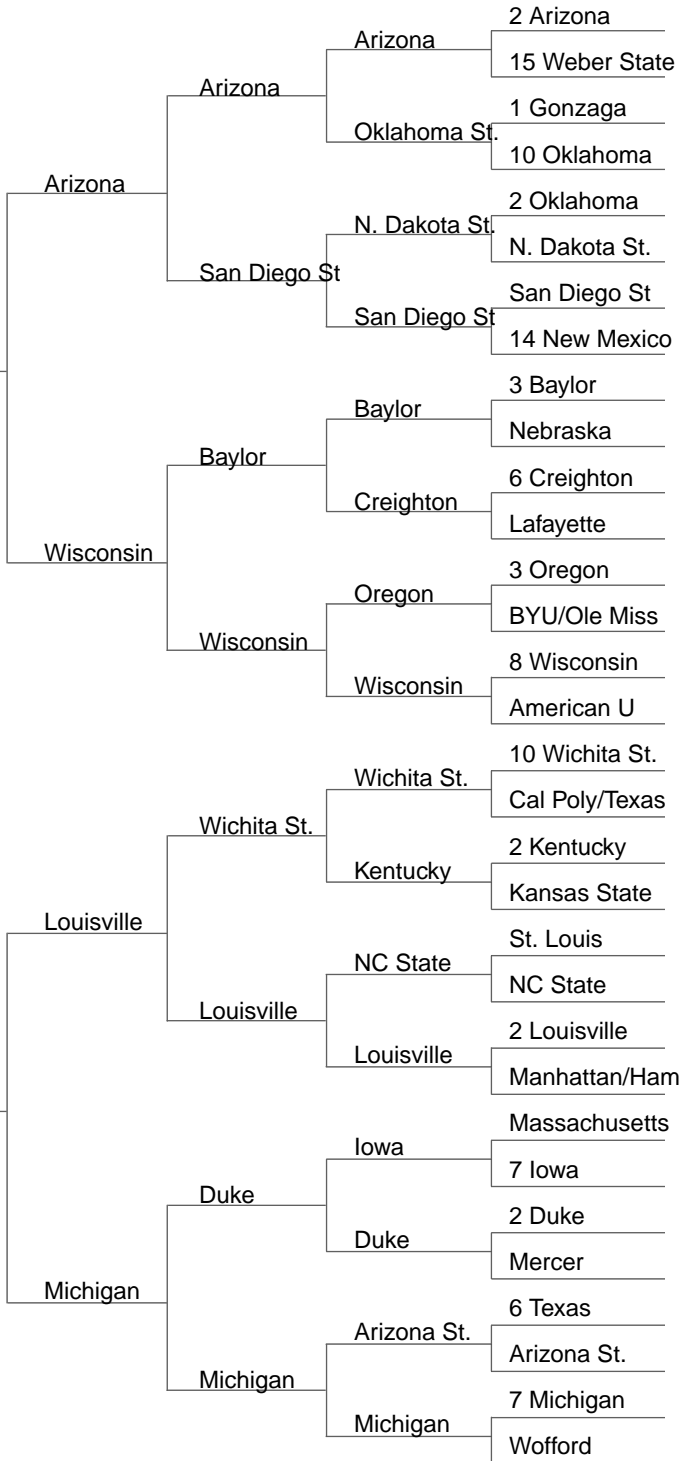 2 Arizona
Arizona
15 Weber State
Arizona
1 Gonzaga
Oklahoma St.
10 Oklahoma
Arizona
2 Oklahoma
N. Dakota St.
N. Dakota St.
San Diego St
San Diego St
San Diego St
14 New Mexico
3 Baylor
Baylor
Nebraska
Baylor
6 Creighton
Creighton
Lafayette
Wisconsin
3 Oregon
Oregon
BYU/Ole Miss
Wisconsin
8 Wisconsin
Wisconsin
American U
10 Wichita St.
Wichita St.
Cal Poly/Texas
Wichita St.
2 Kentucky
Kentucky
Kansas State
Louisville
St. Louis
NC State
NC State
Louisville
2 Louisville
Louisville
Manhattan/Ham
Massachusetts
Iowa
7 Iowa
Duke
2 Duke
Duke
Mercer
Michigan
6 Texas
Arizona St.
Arizona St.
Michigan
7 Michigan
Michigan
Wofford